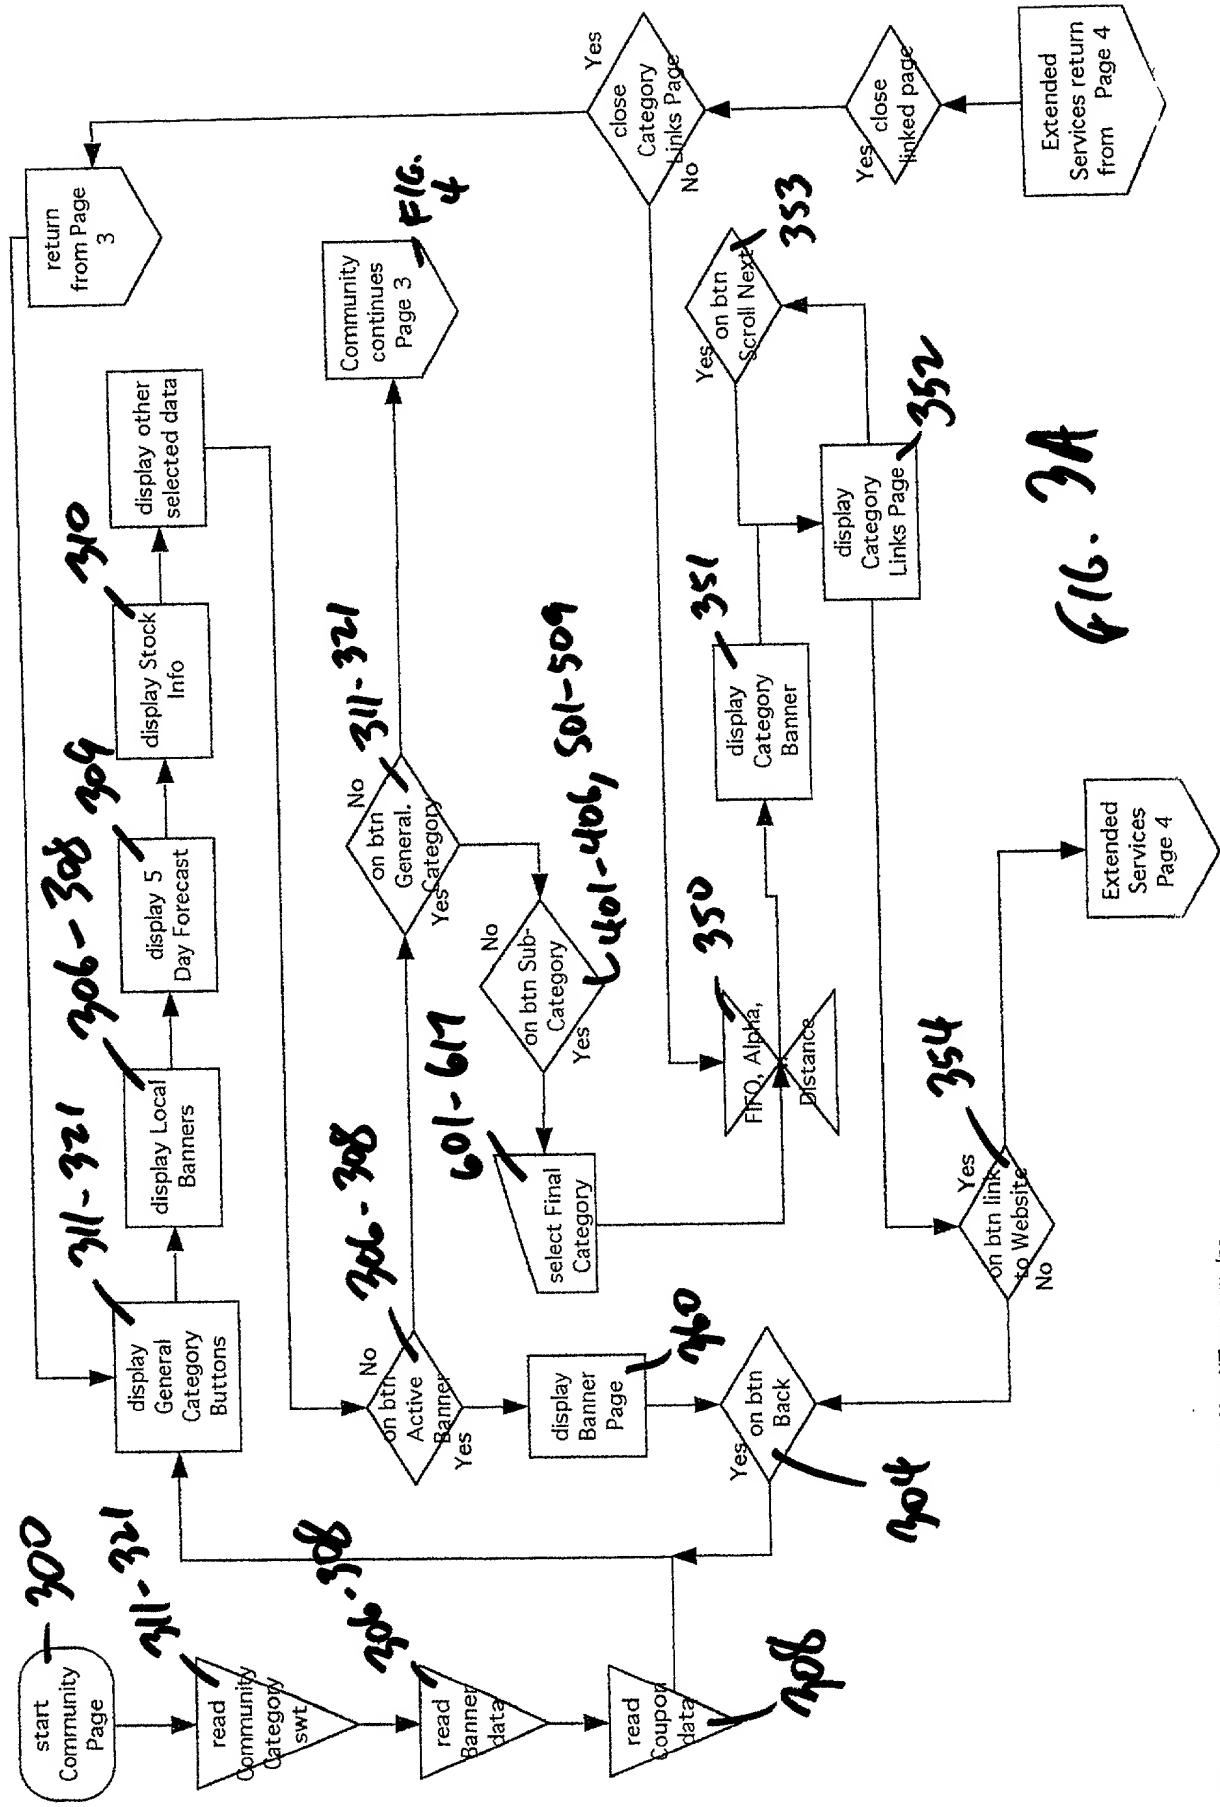 start
Community
Page
300
read
Community
Category
swt
311-321
read
Banner
data
306-308
read
Coupon
data
308
display
General
Category
Buttons
311-321
display Local
Banners
306-308
display 5
Day Forecast
309
display Stock
Info
310
display other
selected data
return
from Page
3
on btn
Active
Banner
No
Yes
306-308
display
Banner
Page
360
on btn
Back
Yes
304
on btn
General.
Category
No
Yes
311-321
Community
continues
Page 3
FIG.
4
on btn Sub-
Category
No
Yes
401-406, 501-509
select Final
Category
601-617
FIFO, Alpha,
Distance
350
display
Category
Banner
351
display
Category
Links Page
352
on btn
Scroll Next
Yes
353
on btn link
to Website
Yes
No
354
Extended
Services
Page 4
close
Category
Links Page
Yes
No
close
linked page
Yes
Extended
Services return
from Page 4
FIG. 3A